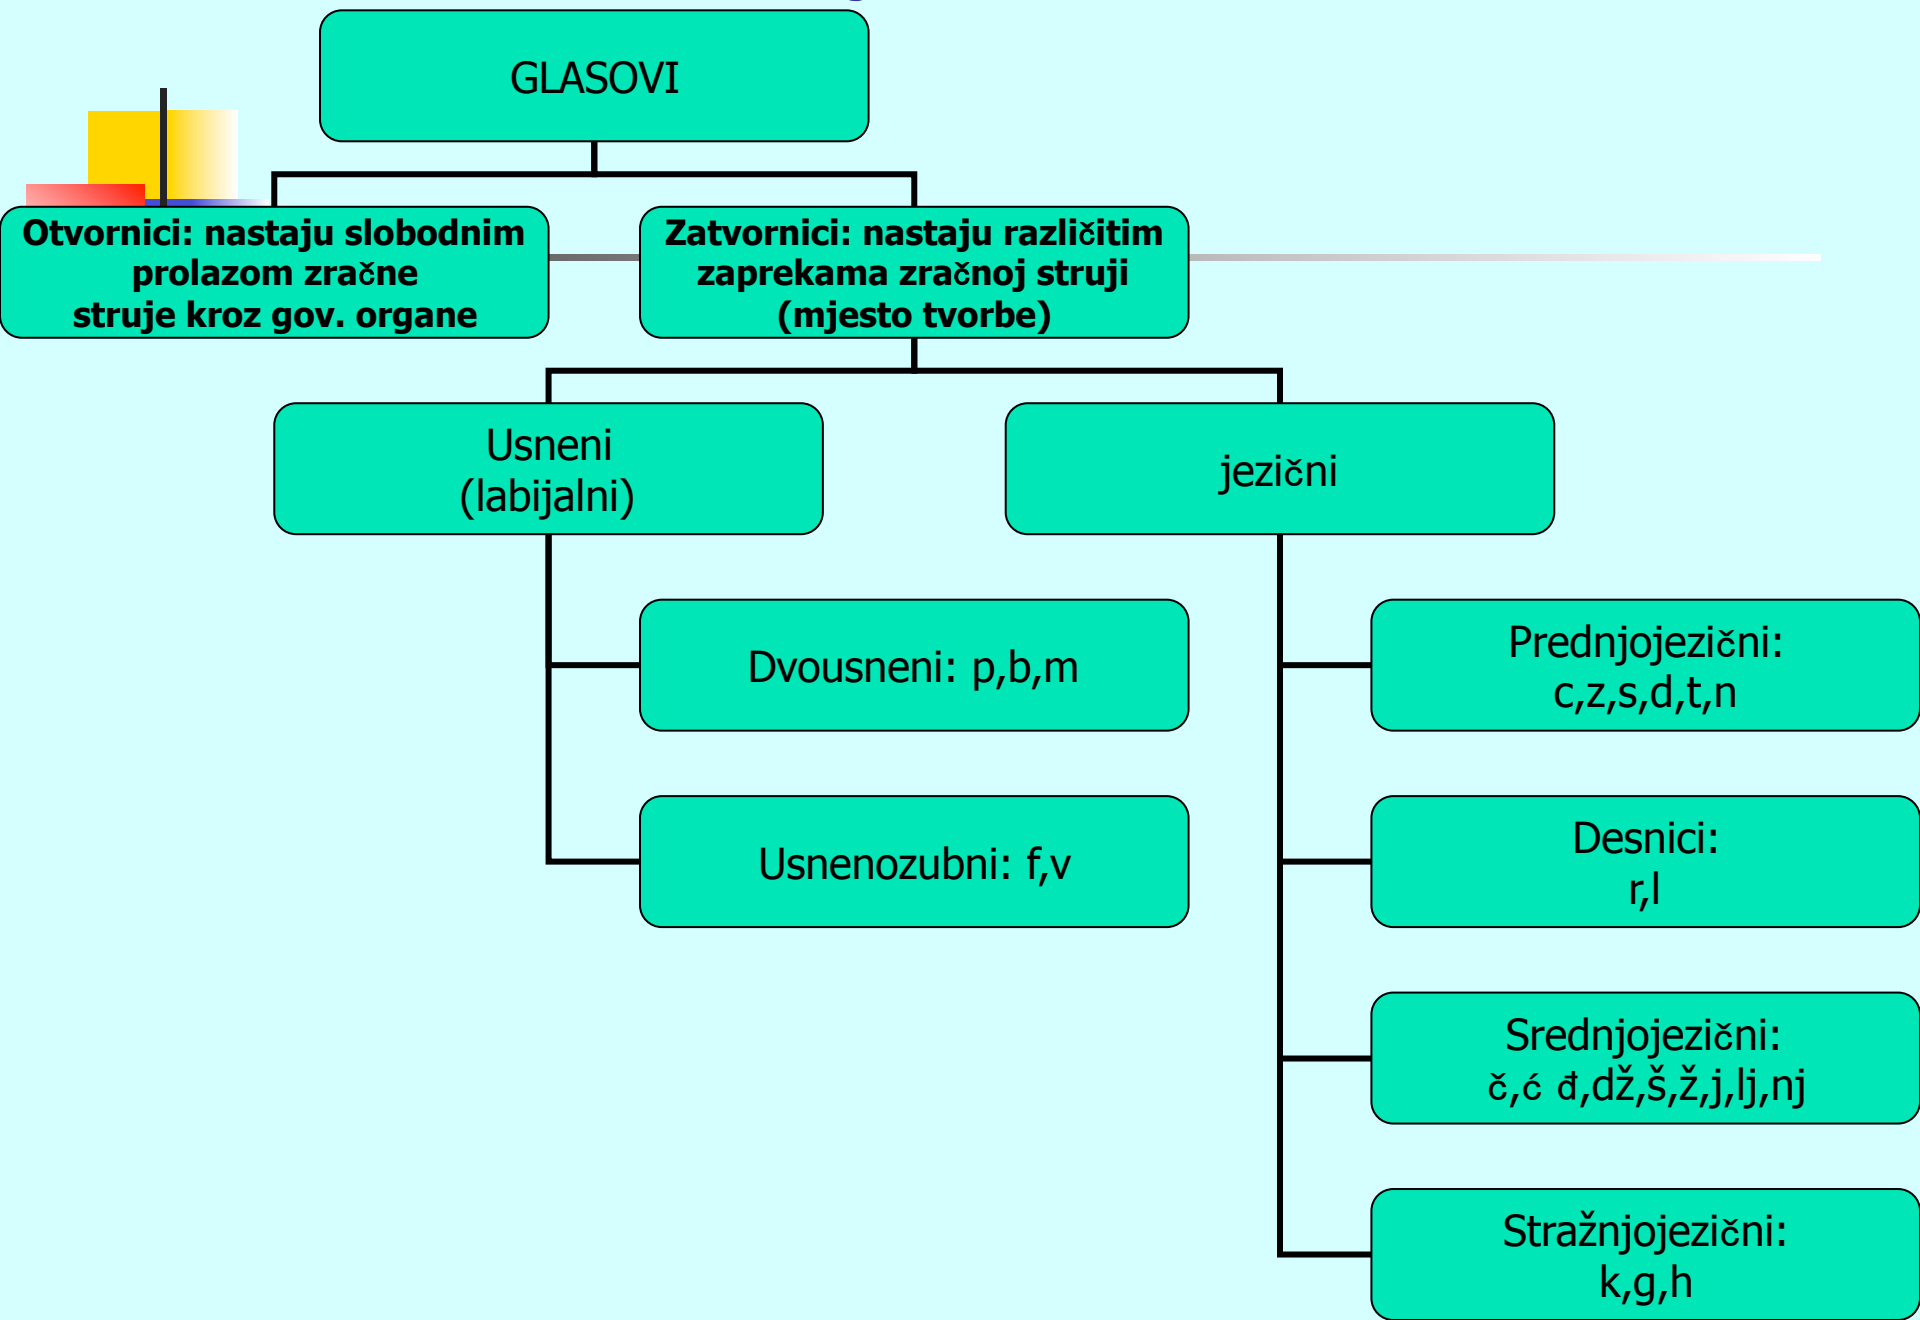 GLASOVI
Otvornici: nastaju slobodnim
prolazom zračne
struje kroz gov. organe
Zatvornici: nastaju različitim
zaprekama zračnoj struji
(mjesto tvorbe)
Usneni
(labijalni)
jezični
Dvousneni: p,b,m
Usnenozubni: f,v
Prednjojezični:
c,z,s,d,t,n
Desnici:
r,l
Srednjojezični:
č,ć đ,dž,š,ž,j,lj,nj
Stražnjojezični:
k,g,h